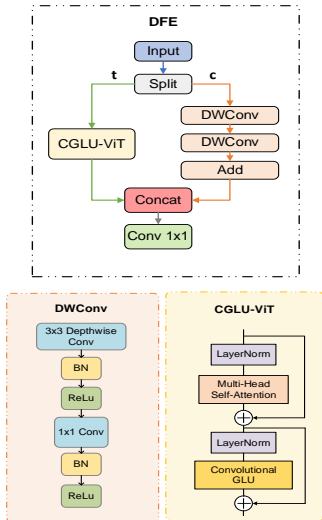 DFE
Input
t
c
Split
DWConv
CGLU-ViT
DWConv
Add
Concat
Conv 1x1
DWConv
3x3 Depthwise
Conv
BN
ReLu
1x1 Conv
BN
ReLu
CGLU-ViT
LayerNorm
Multi-Head
Self-Attention
LayerNorm
Convolutional
GLU